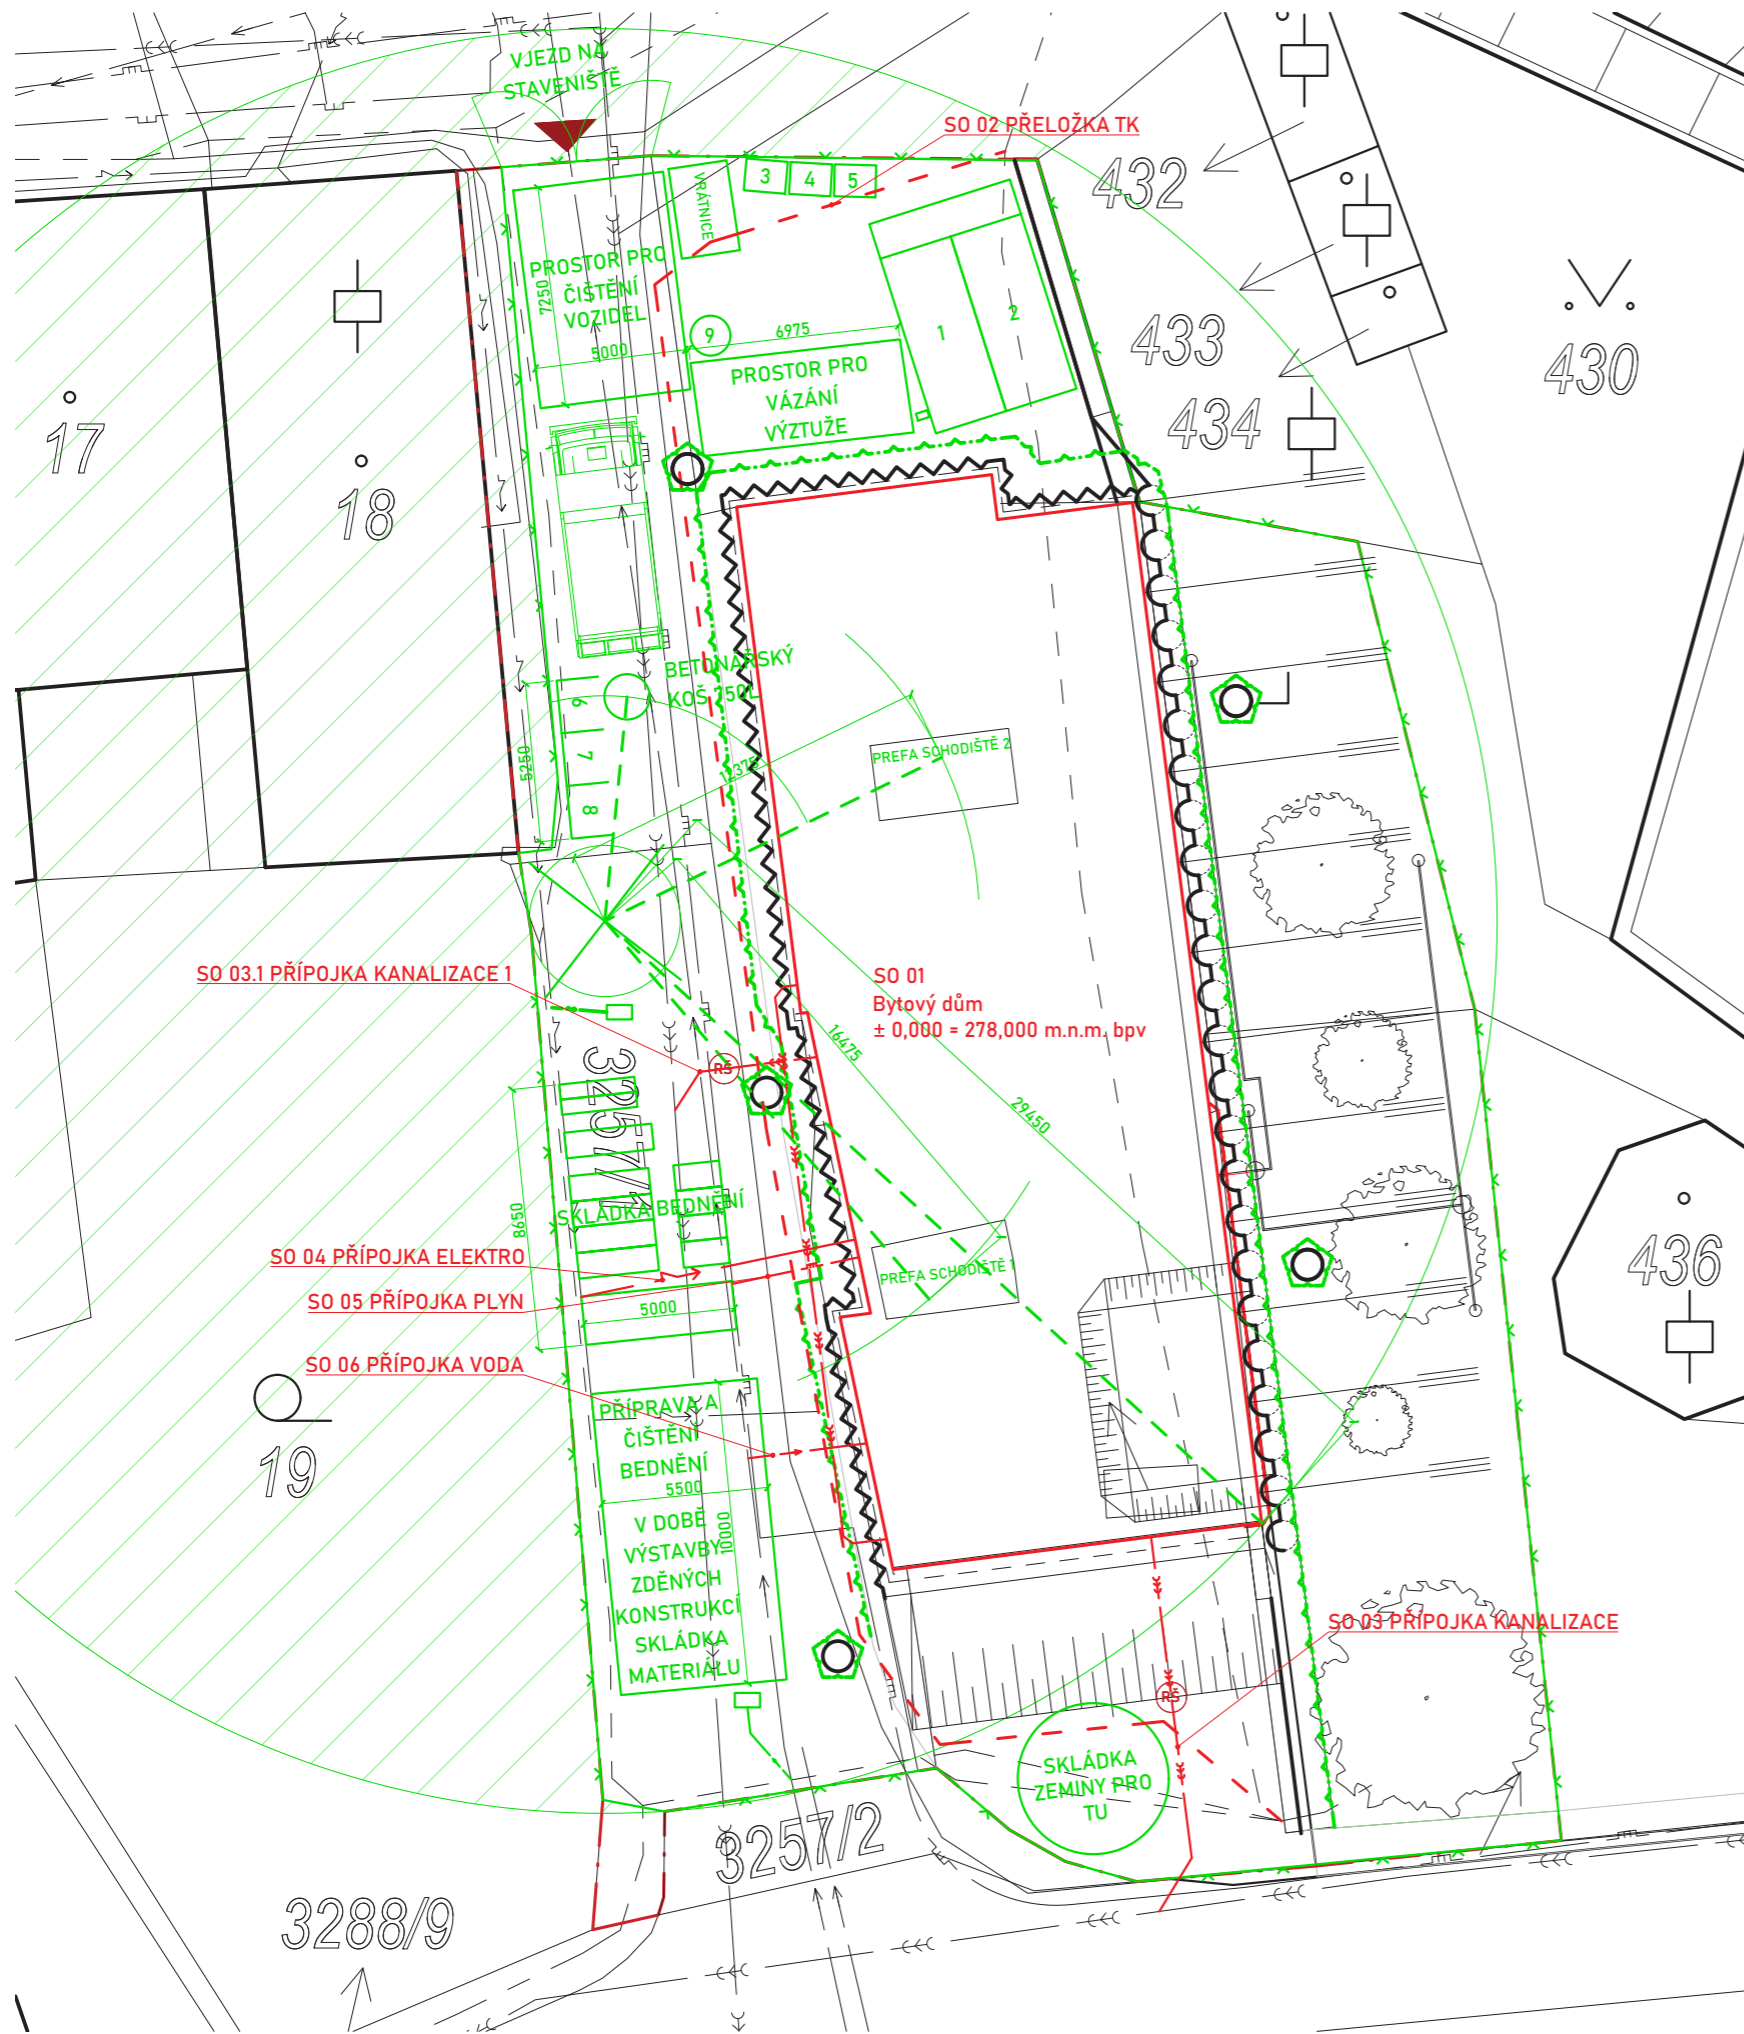 VJEZD NA
STAVENIŠTĚ
SO 02 PŘELOŽKA TK
432
VRÁTNICE
3
4
5
PROSTOR PRO
ČIŠTĚNÍ
VOZIDEL
7250
5000
9
6975
1
2
PROSTOR PRO
VÁZÁNÍ
VÝZTUŽE
433
434
430
17
18
BETONÁŘSKÝ
KOŠ 750L
6
7
8
5250
12375
PREFA SCHODIŠTĚ 2
SO 03.1 PŘÍPOJKA KANALIZACE 1
SO 01
Bytový dům
± 0,000 = 278,000 m.n.m. bpv
16475
29450
RŠ
3257/1
8650
SKLÁDKA BEDNĚNÍ
SO 04 PŘÍPOJKA ELEKTRO
SO 05 PŘÍPOJKA PLYN
5000
PREFA SCHODIŠTĚ 1
436
SO 06 PŘÍPOJKA VODA
19
PŘÍPRAVA A
ČIŠTĚNÍ
BEDNĚNÍ
5500
10000
V DOBĚ
VÝSTAVBY
ZDĚNÝCH
KONSTRUKCÍ
SKLÁDKA
MATERIÁLU
SO 03 PŘÍPOJKA KANALIZACE
RŠ
SKLÁDKA
ZEMINY PRO
TU
3257/2
3288/9